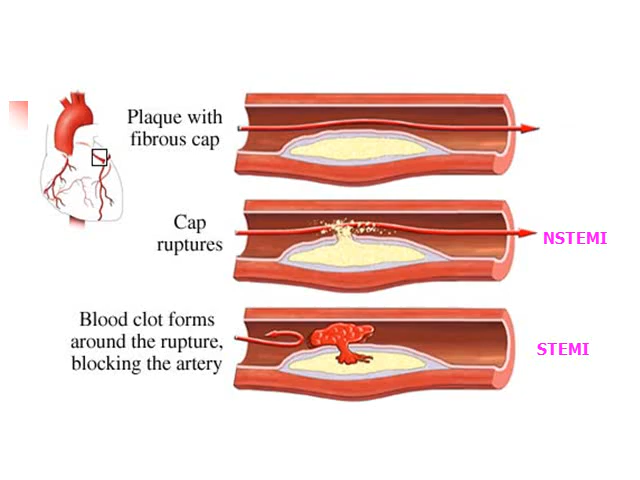 Plaque with
fibrous cap
Cap
ruptures
NSTEMI
Blood clot forms
around the rupture,
blocking the artery
STEMI